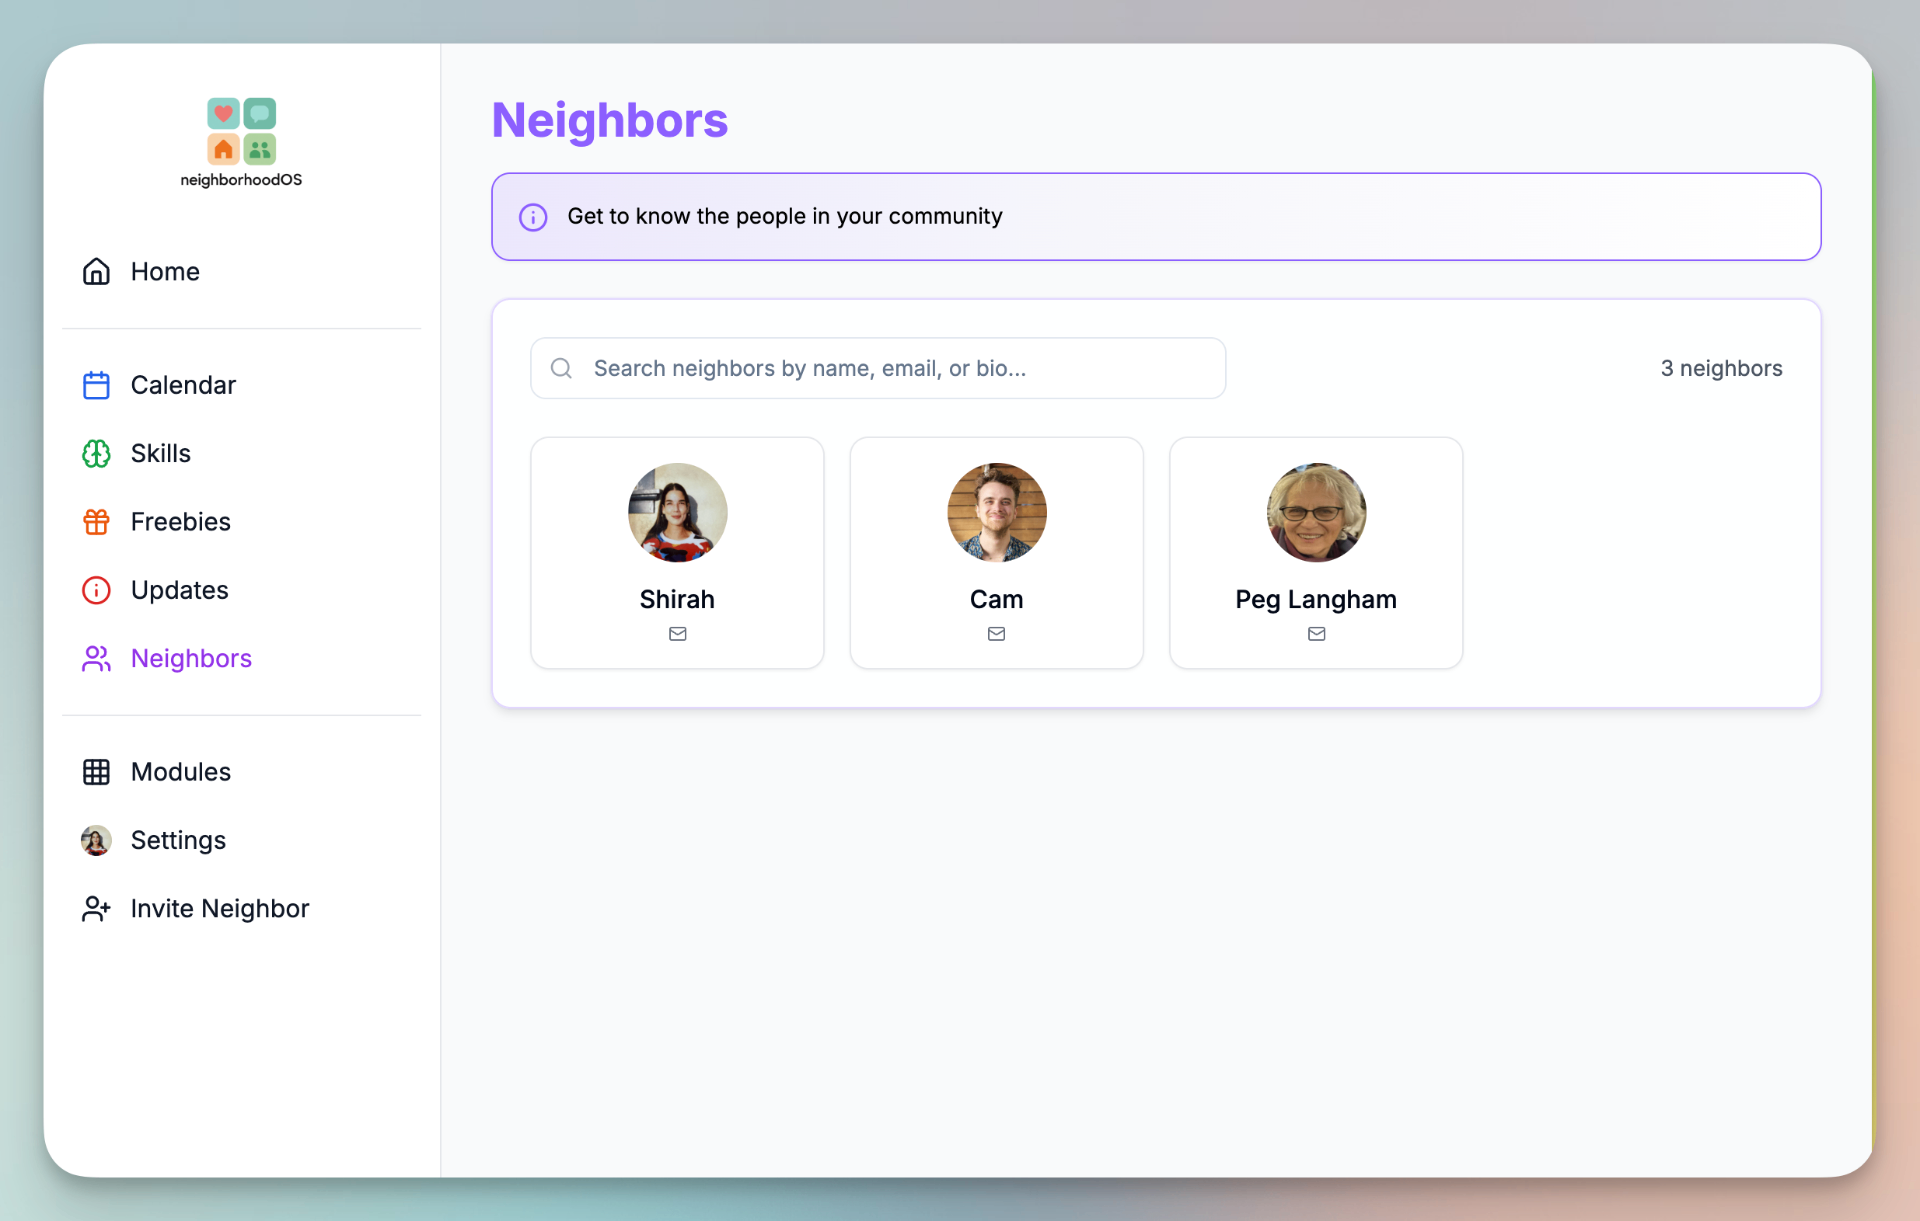 neighborhoodOS
Home
Calendar
Skills
Freebies
Updates
Neighbors
Modules
Settings
Invite Neighbor
Neighbors
Get to know the people in your community
Search neighbors by name, email, or bio...
3 neighbors
Shirah
Cam
Peg Langham